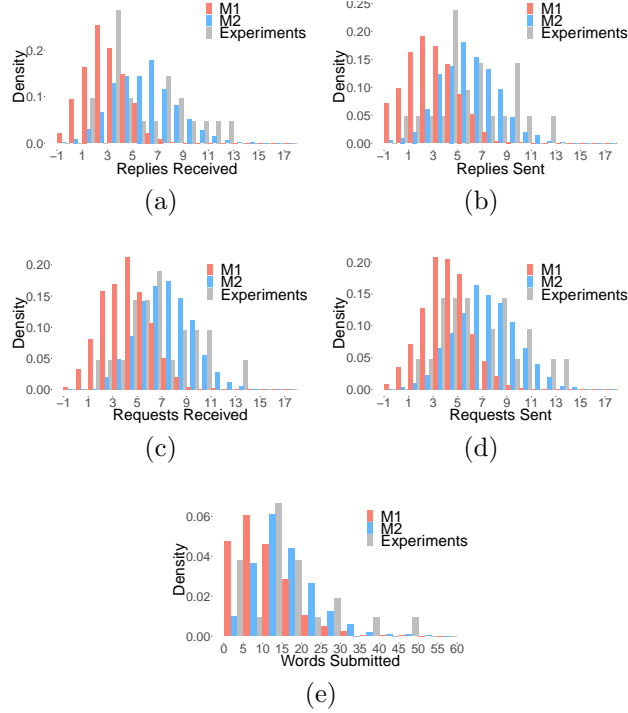 M1
M2
Experiments
Density
0.2
0.1
0.0
-1 1 3 5 7 9 11 13 15 17
Replies Received
(a)
M1
M2
Experiments
Density
0.25
0.20
0.15
0.10
0.05
0.00
-1 1 3 5 7 9 11 13 15 17
Replies Sent
(b)
M1
M2
Experiments
Density
0.20
0.15
0.10
0.05
0.00
-1 1 3 5 7 9 11 13 15 17
Requests Received
(c)
M1
M2
Experiments
Density
0.20
0.15
0.10
0.05
0.00
-1 1 3 5 7 9 11 13 15 17
Requests Sent
(d)
M1
M2
Experiments
Density
0.06
0.04
0.02
0.00
0 5 10 15 20 25 30 35 40 45 50 55 60
Words Submitted
(e)